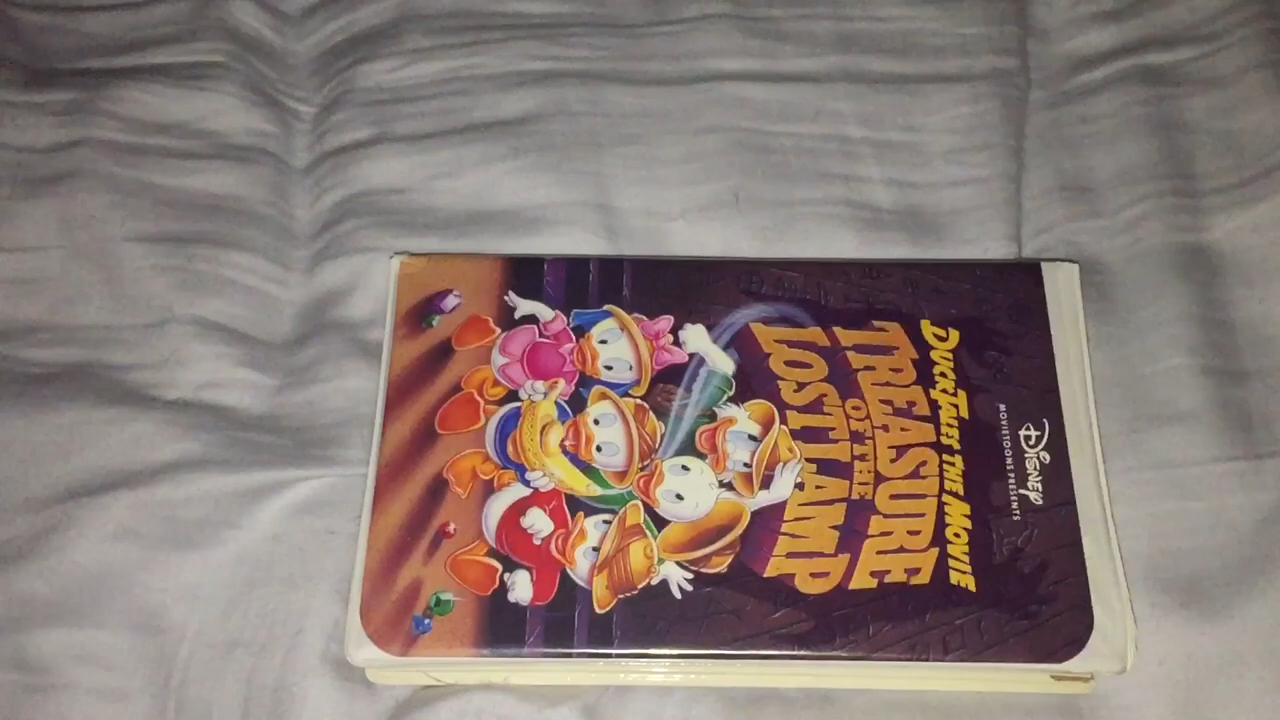 DISNEY
MOVIETOONS PRESENTS
DUCKTALES THE MOVIE
TREASURE
OF THE
LOST LAMP